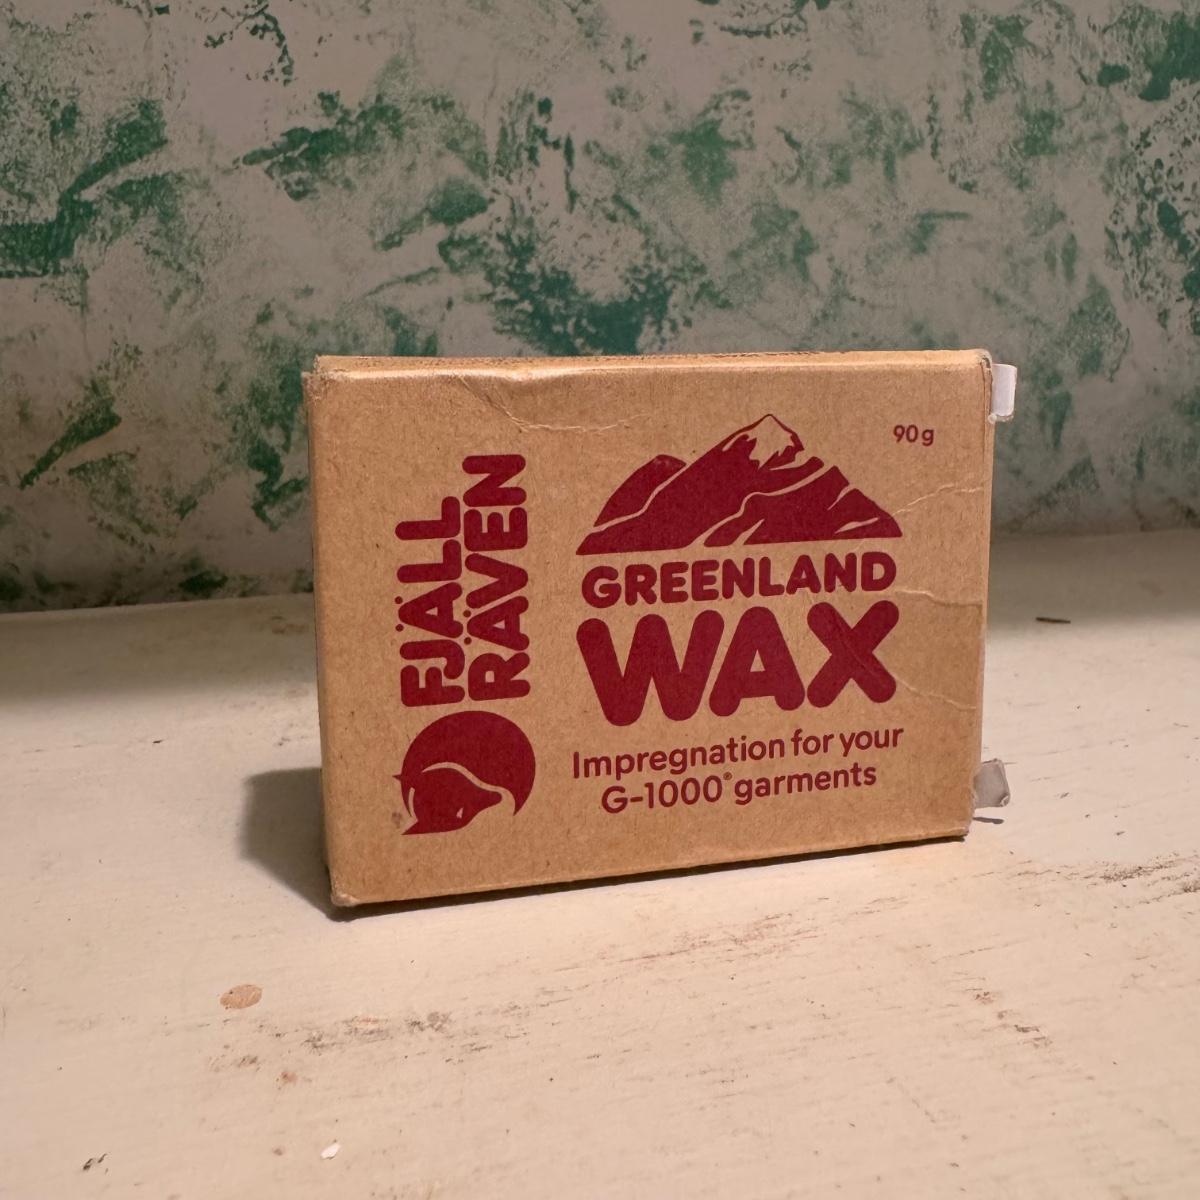 FJÄLL
RÄVEN
90g
GREENLAND
WAX
Impregnation for your
G-1000® garments